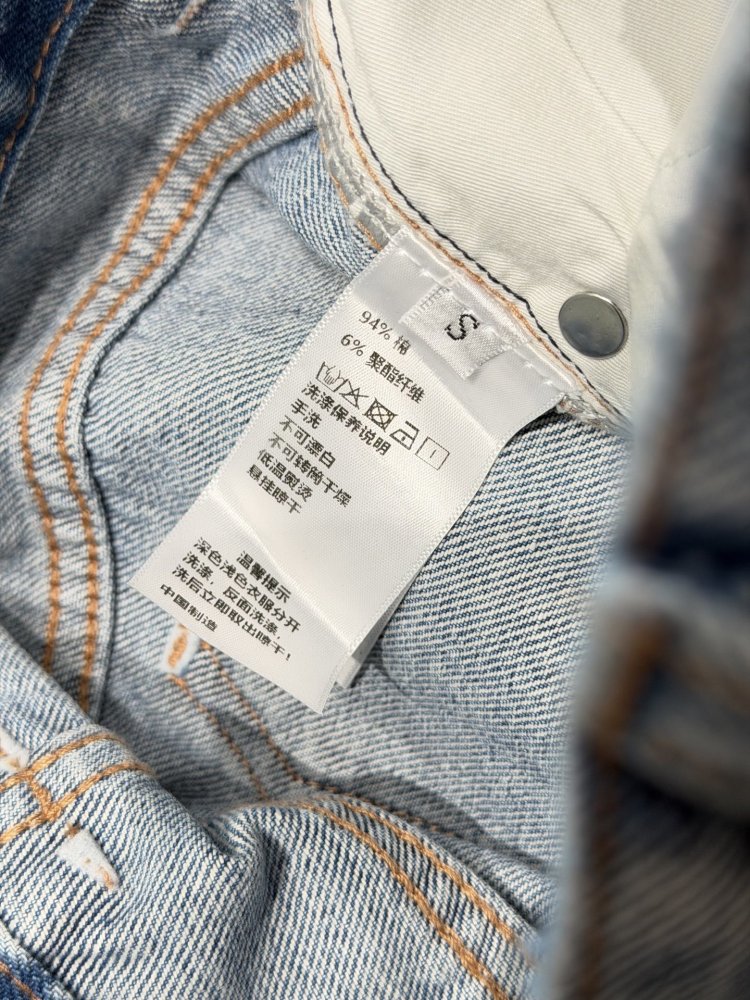 S
94% 棉
6% 聚酯纤维
洗涤保养说明
手洗
不可漂白
不可转筒干燥
低温熨烫
悬挂晾干
温馨提示
深色浅色衣服分开
洗涤，反面洗涤，
洗后立即取出晾干！
中国制造